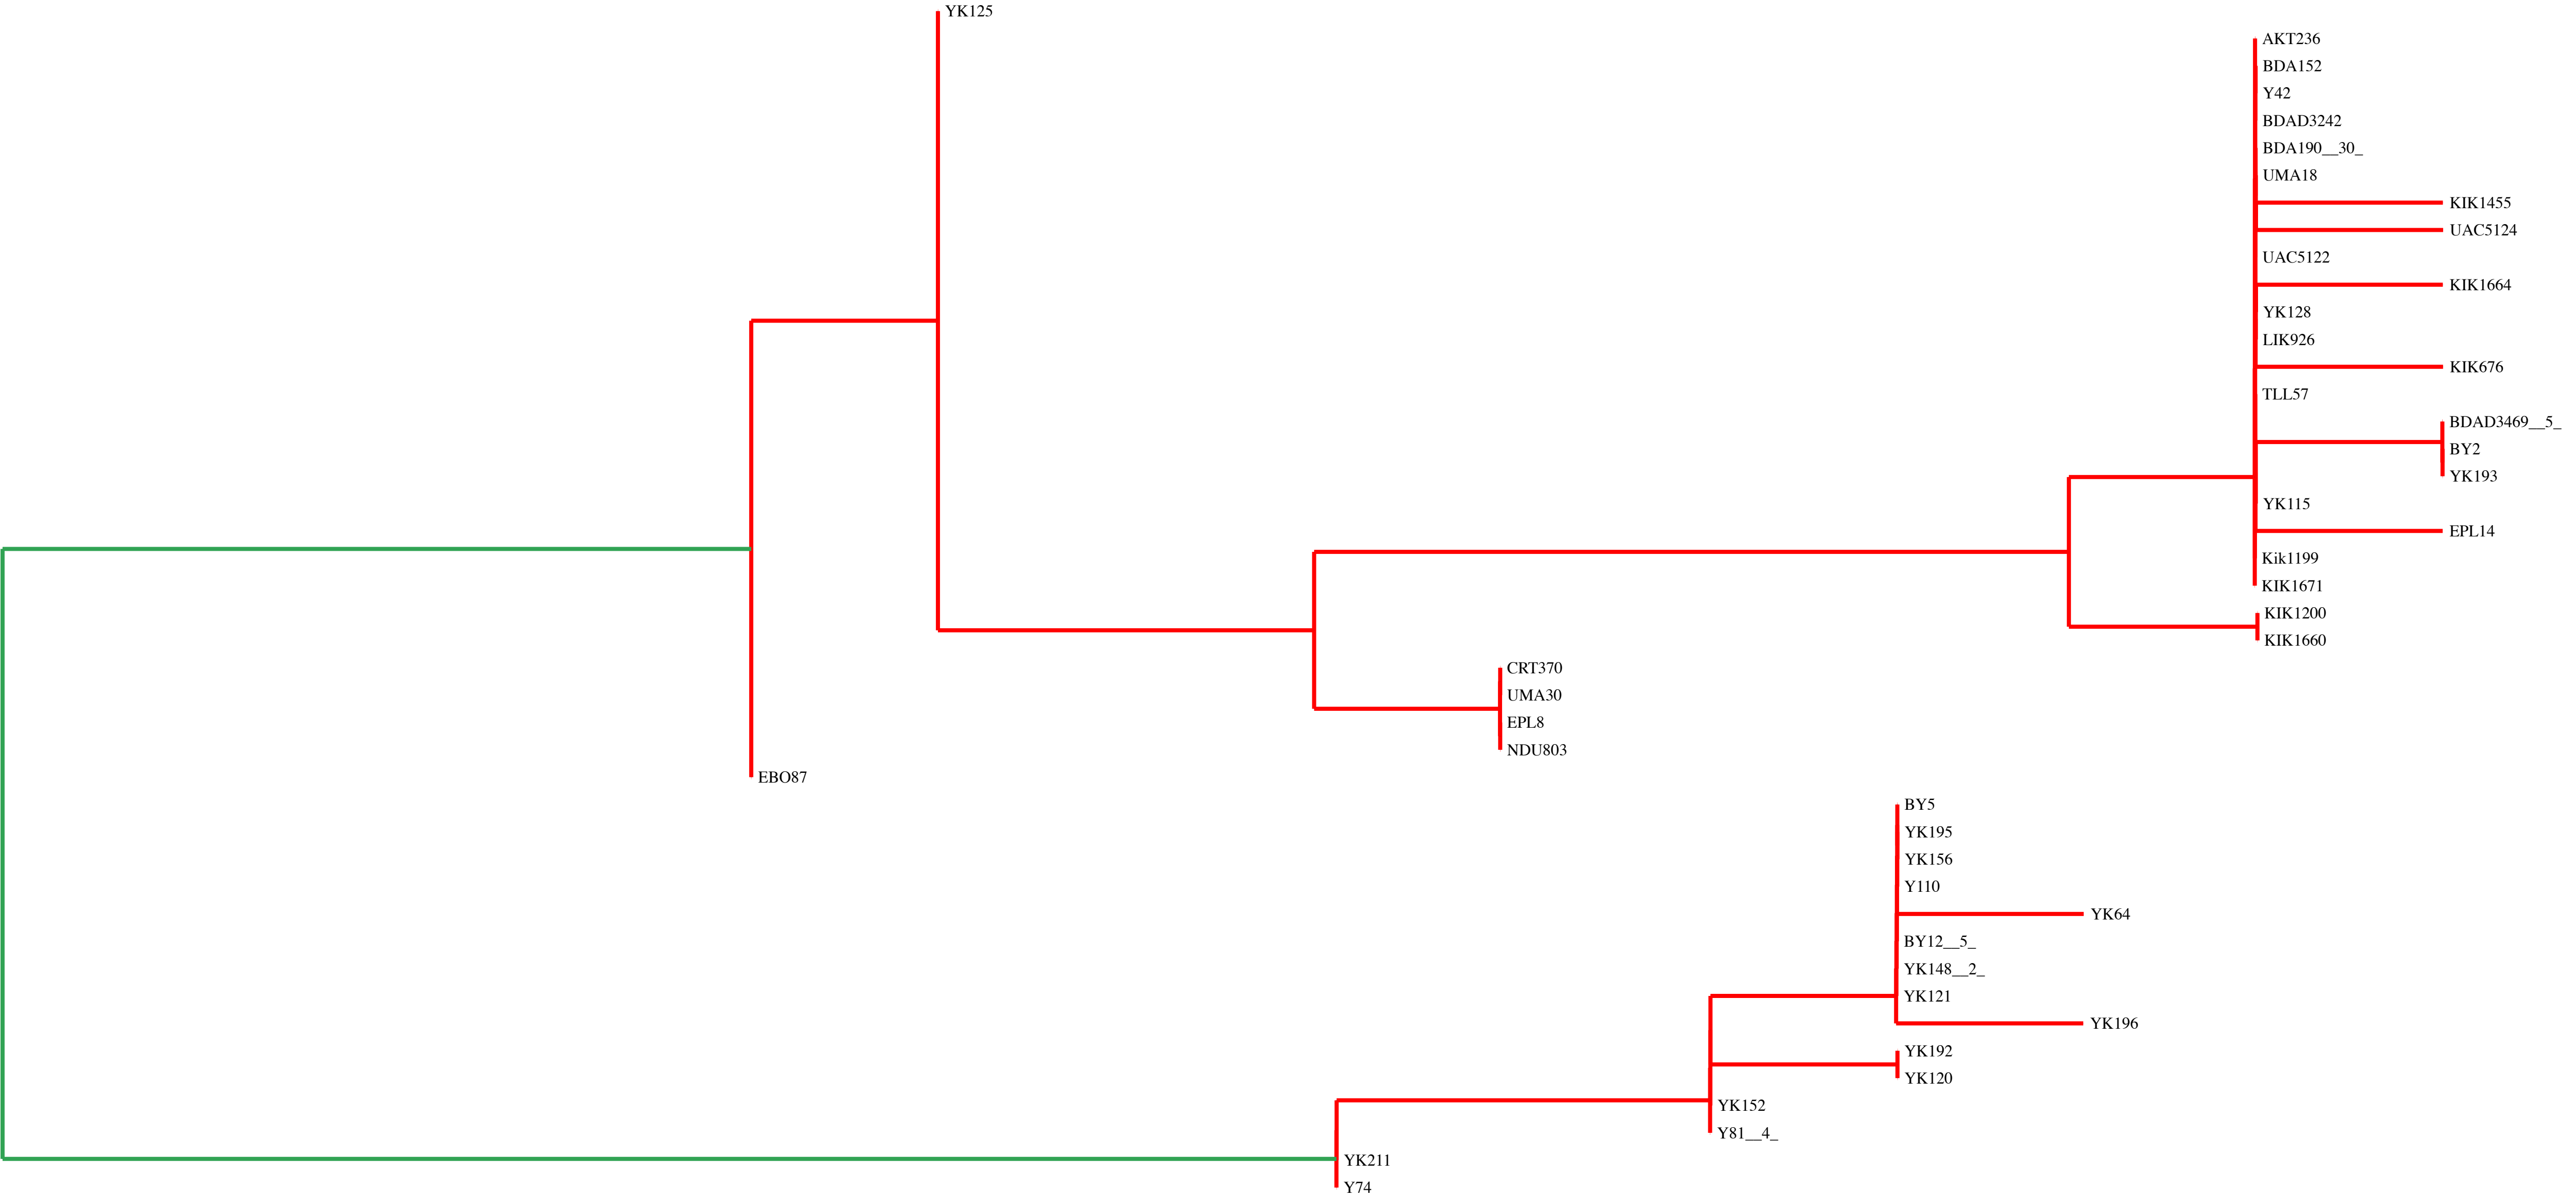 YK125
AKT236
BDA152
Y42
BDAD3242
BDA190__30_
UMA18
KIK1455
UAC5124
UAC5122
KIK1664
YK128
LIK926
KIK676
TLL57
BDAD3469__5_
BY2
YK193
YK115
EPL14
Kik1199
KIK1671
KIK1200
KIK1660
CRT370
UMA30
EPL8
NDU803
EBO87
BY5
YK195
YK156
Y110
YK64
BY12__5_
YK148__2_
YK121
YK196
YK192
YK120
YK152
Y81__4_
YK211
Y74